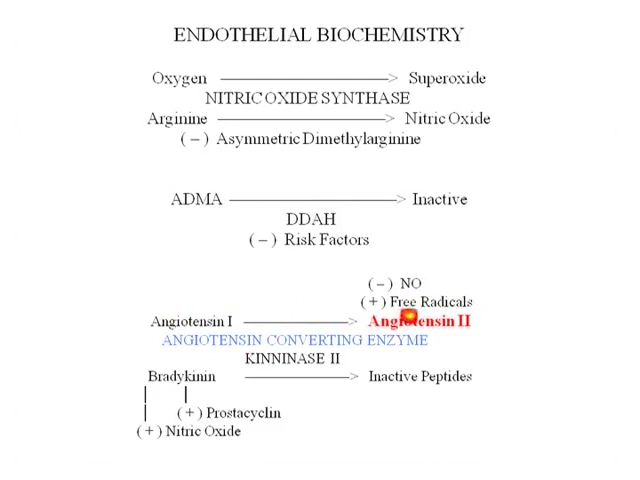 ENDOTHELIAL BIOCHEMISTRY
Oxygen ————————> Superoxide
NITRIC OXIDE SYNTHASE
Arginine ————————> Nitric Oxide
( – ) Asymmetric Dimethylarginine
ADMA ————————> Inactive
DDAH
( – ) Risk Factors
( – ) NO
( + ) Free Radicals
Angiotensin I ————————> Angiotensin II
ANGIOTENSIN CONVERTING ENZYME
KINNINASE II
Bradykinin ————————> Inactive Peptides
( + ) Prostacyclin
( + ) Nitric Oxide